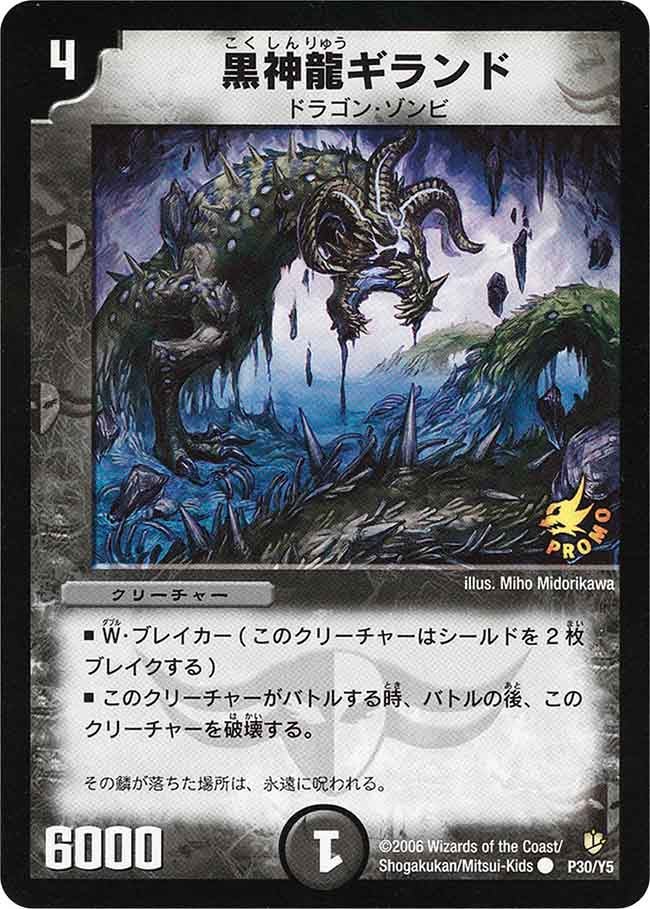 4
こくしんりゅう
黒神龍ギランド
ドラゴン・ゾンビ
PROMO
illus. Miho Midorikawa
クリーチャー
■ W・ブレイカー ( このクリーチャーはシールドを2枚
ブレイクする )
■ このクリーチャーがバトルする時、バトルの後、この
クリーチャーを破壊する。
その鱗が落ちた場所は、永遠に呪われる。
6000
1
©2006 Wizards of the Coast/
Shogakukan/Mitsui-Kids
P30/Y5